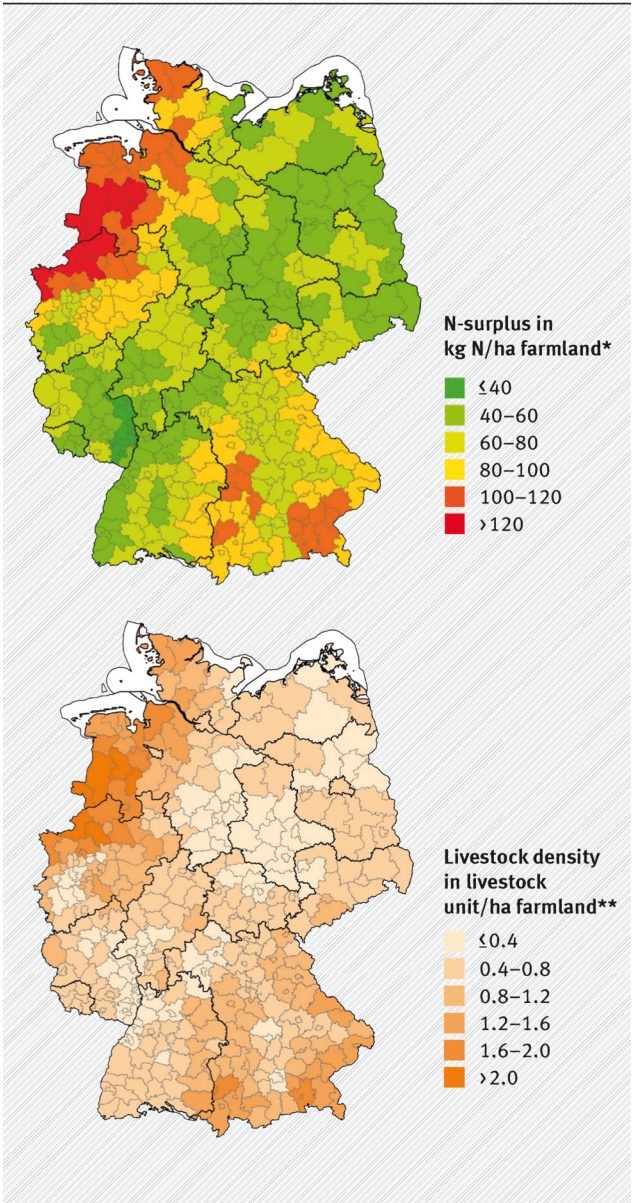 N-surplus in
kg N/ha farmland*
≤40
40–60
60–80
80–100
100–120
>120
Livestock density
in livestock
unit/ha farmland**
≤0.4
0.4–0.8
0.8–1.2
1.2–1.6
1.6–2.0
>2.0